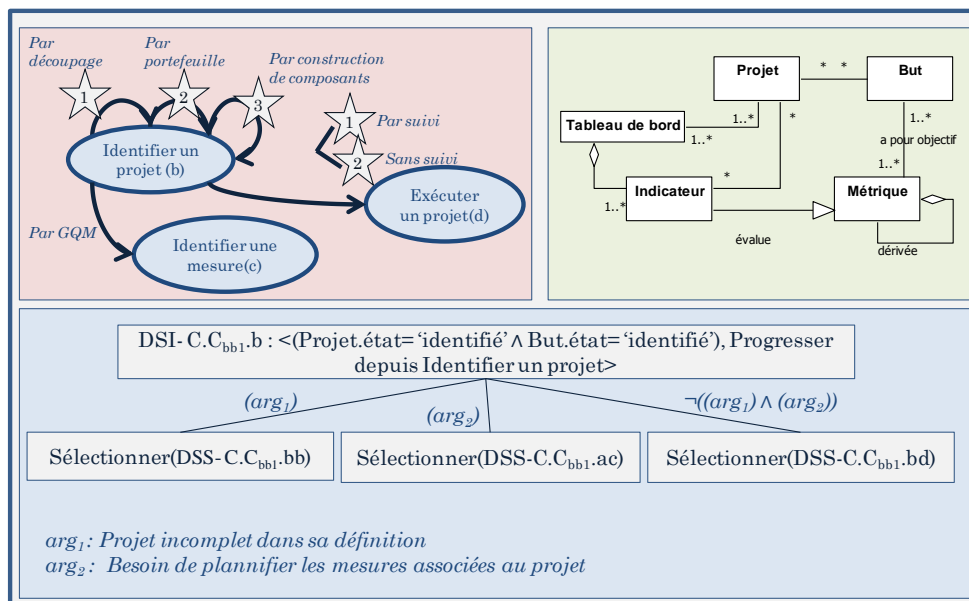 Par
découpage
Par
portefeuille
Par construction
de composants
1
2
3
1
Par suivi
2
Sans suivi
Identifier un
projet (b)
Exécuter
un projet(d)
Par GQM
Identifier une
mesure(c)
Projet
* *
But
1..*
*
1..*
Tableau de bord
1..*
a pour objectif
1..*
Indicateur
*
Métrique
1..*
évalue
dérivée
DSI- C.Cbb1.b : <(Projet.état= ‘identifié’ ∧ But.état= ‘identifié’), Progresser
depuis Identifier un projet>
(arg1)
(arg2)
¬((arg1) ∧ (arg2))
Sélectionner(DSS- C.Cbb1.bb)
Sélectionner(DSS-C.Cbb1.ac)
Sélectionner(DSS-C.Cbb1.bd)
arg1: Projet incomplet dans sa définition
arg2: Besoin de plannifier les mesures associées au projet